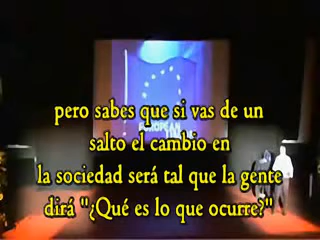 EUROPEAN
pero sabes que si vas de un
salto el cambio en
la sociedad será tal que la gente
dirá "¿Qué es lo que ocurre?"